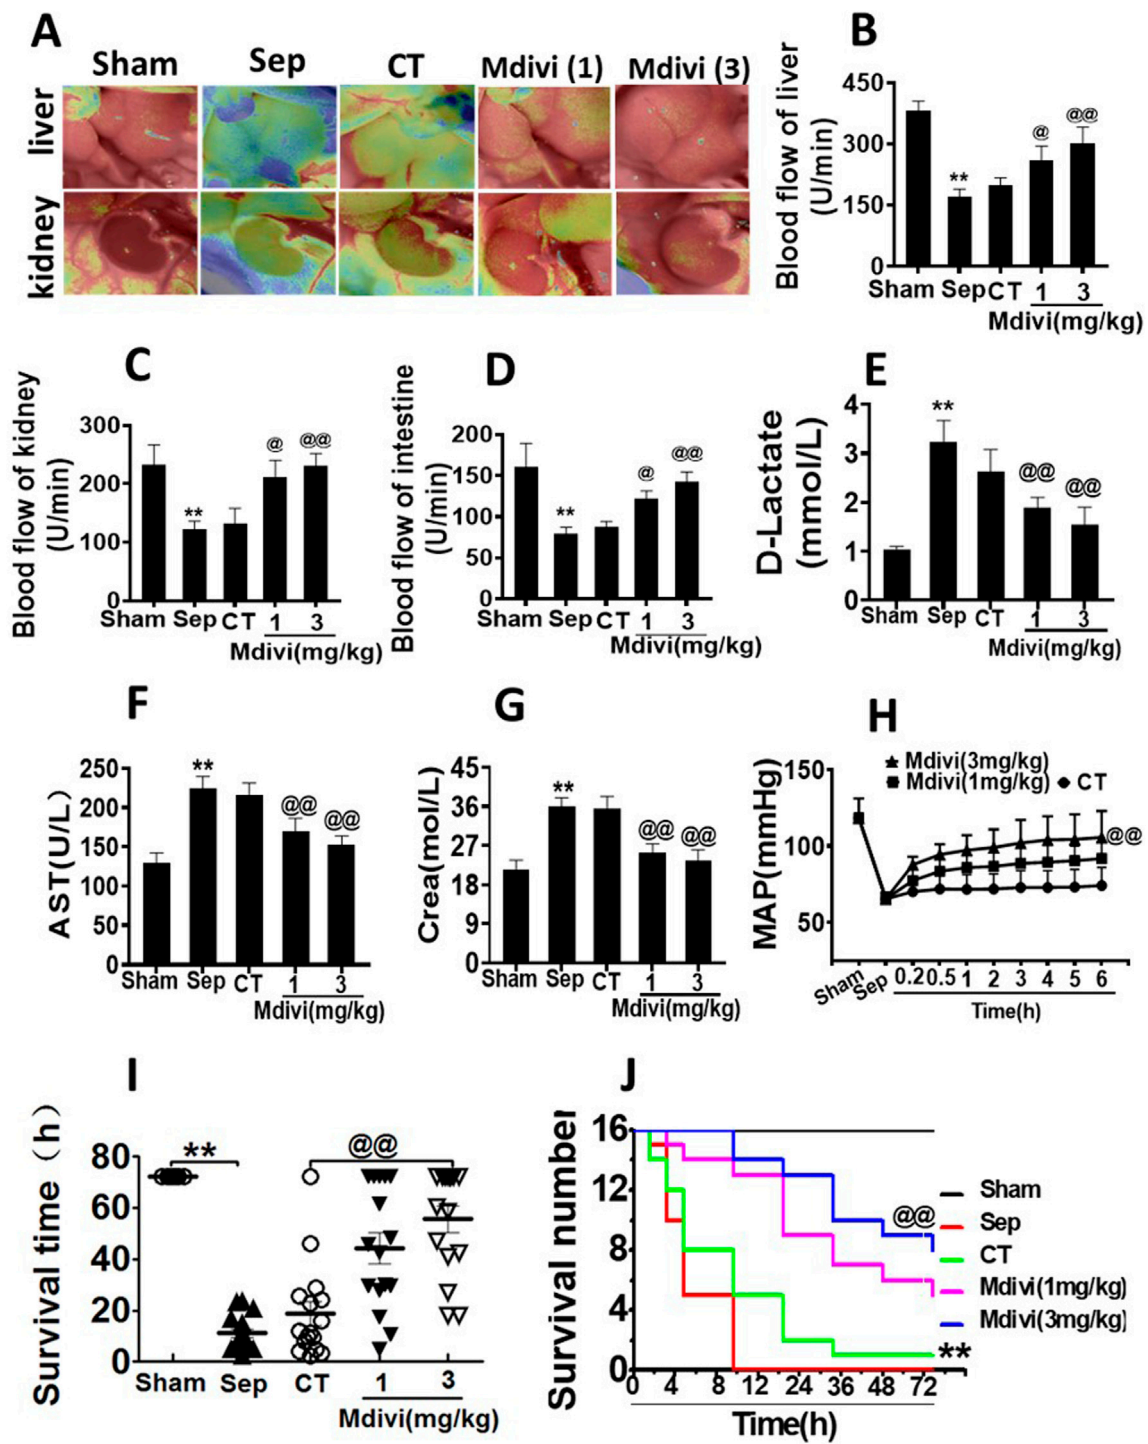 A
Sham
Sep
CT
Mdivi (1)
Mdivi (3)
liver
kidney
B
Blood flow of liver
(U/min)
450
300
150
0
**
@
@@
Sham
Sep
CT
1
3
Mdivi(mg/kg)
C
Blood flow of kidney
(U/min)
300
200
100
0
**
@
@@
Sham
Sep
CT
1
3
Mdivi(mg/kg)
D
Blood flow of intestine
(U/min)
200
150
100
50
0
**
@
@@
Sham
Sep
CT
1
3
Mdivi(mg/kg)
E
D-Lactate
(mmol/L)
4
3
2
1
0
**
@@
@@
Sham
Sep
CT
1
3
Mdivi(mg/kg)
F
AST(U/L)
250
200
150
100
50
0
**
@@
@@
Sham
Sep
CT
1
3
Mdivi(mg/kg)
G
Crea(mol/L)
45
36
27
18
9
0
**
@@
@@
Sham
Sep
CT
1
3
Mdivi(mg/kg)
H
Mdivi(3mg/kg)
Mdivi(1mg/kg)
CT
MAP(mmHg)
150
100
50
@@
Sham
Sep
0.2
0.5
1
2
3
4
5
6
Time(h)
I
Survival time（h）
80
60
40
20
0
**
@@
Sham
Sep
CT
1
3
Mdivi(mg/kg)
J
Survival number
16
12
8
4
0
Sham
Sep
CT
Mdivi(1mg/kg)
Mdivi(3mg/kg)
@@
**
0
4
8
12
24
36
48
72
Time(h)